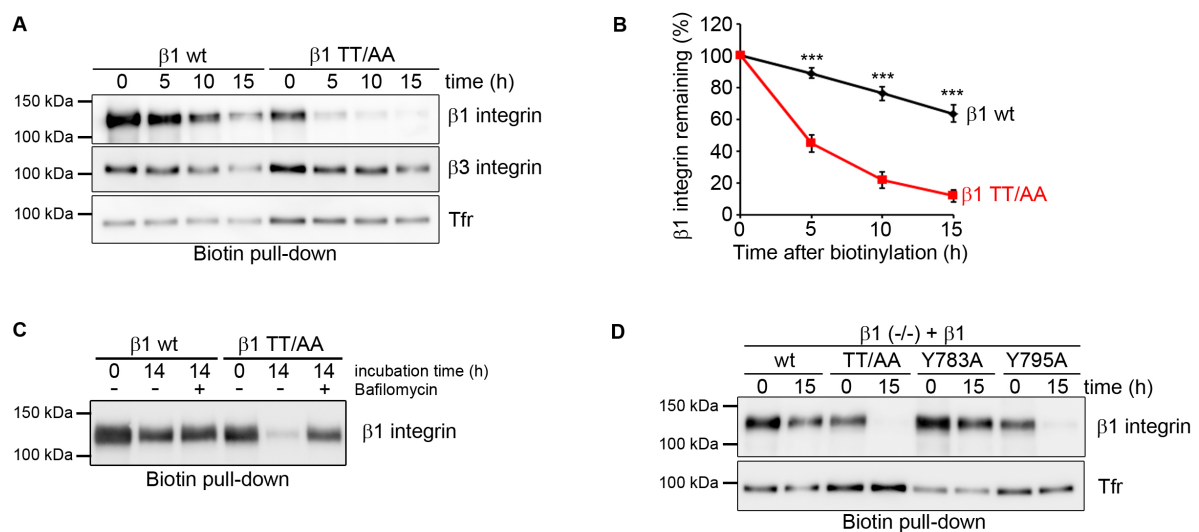 A
β1 wt β1 TT/AA
0 5 10 15 0 5 10 15 time (h)
150 kDa
100 kDa
β1 integrin
100 kDa
β3 integrin
100 kDa
Tfr
Biotin pull-down
B
β1 integrin remaining (%)
120
100
80
60
40
20
0
*** *** ***
β1 wt
β1 TT/AA
0 5 10 15
Time after biotinylation (h)
C
β1 wt β1 TT/AA
0 14 14 0 14 14 incubation time (h)
- - + - - + Bafilomycin
150 kDa
100 kDa
β1 integrin
Biotin pull-down
D
β1 (-/-) + β1
wt TT/AA Y783A Y795A
0 15 0 15 0 15 0 15 time (h)
150 kDa
100 kDa
β1 integrin
100 kDa
Tfr
Biotin pull-down